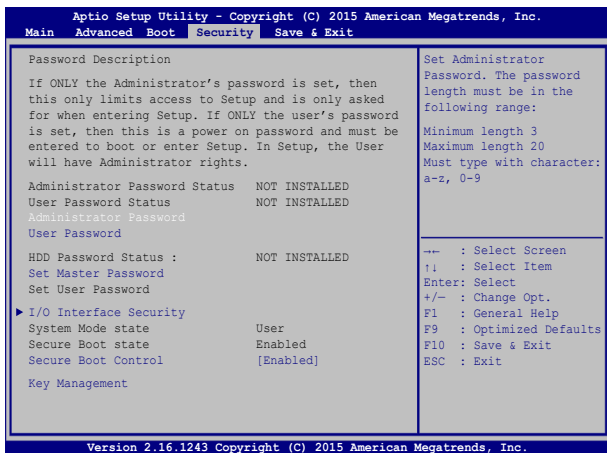 Aptio Setup Utility - Copyright (C) 2015 American Megatrends, Inc.
Main Advanced Boot Security Save & Exit
Password Description
If ONLY the Administrator's password is set, then
this only limits access to Setup and is only asked
for when entering Setup. If ONLY the user's password
is set, then this is a power on password and must be
entered to boot or enter Setup. In Setup, the User
will have Administrator rights.
Administrator Password Status NOT INSTALLED
User Password Status NOT INSTALLED
Administrator Password
User Password
HDD Password Status : NOT INSTALLED
Set Master Password
Set User Password
▶ I/O Interface Security
System Mode state User
Secure Boot state Enabled
Secure Boot Control [Enabled]
Key Management
Set Administrator
Password. The password
length must be in the
following range:
Minimum length 3
Maximum length 20
Must type with character:
a-z, 0-9
→← : Select Screen
↑↓ : Select Item
Enter: Select
+/— : Change Opt.
F1 : General Help
F9 : Optimized Defaults
F10 : Save & Exit
ESC : Exit
Version 2.16.1243 Copyright (C) 2015 American Megatrends, Inc.